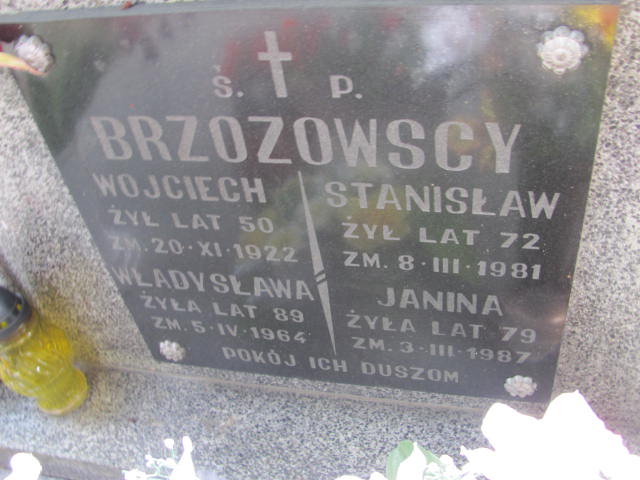 Ś. P.
BRZOZOWSCY
WOJCIECH
ŻYŁ LAT 50
ZM. 20·XI·1922
WŁADYSŁAWA
ŻYŁA LAT 89
ZM. 5·IV·1964
STANISŁAW
ŻYŁ LAT 72
ZM. 8·III·1981
JANINA
ŻYŁA LAT 79
ZM. 3·III·1987
POKÓJ ICH DUSZOM